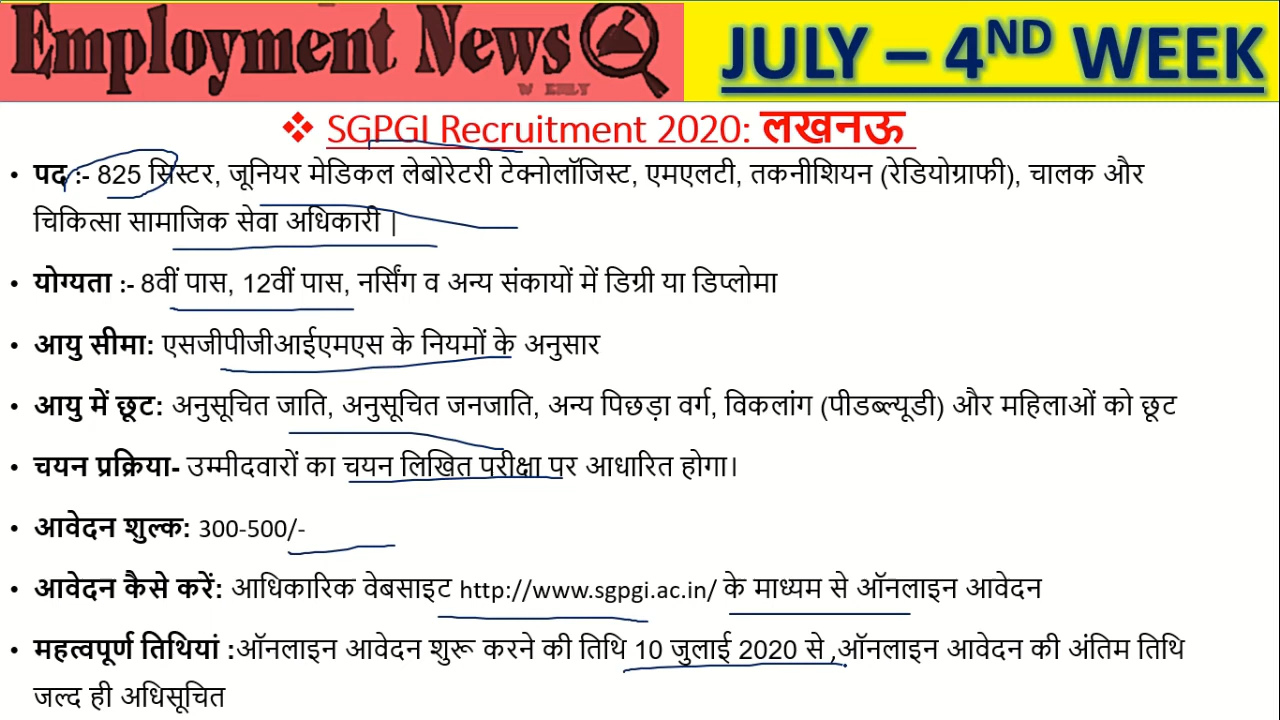 Employment News
JULY – 4ND WEEK
W EKLY
❖ SGPGI Recruitment 2020: लखनऊ
• पद :- 825 सिस्टर, जूनियर मेडिकल लेबोरेटरी टेक्नोलॉजिस्ट, एमएलटी, तकनीशियन (रेडियोग्राफी), चालक और
चिकित्सा सामाजिक सेवा अधिकारी |
• योग्यता :- 8वीं पास, 12वीं पास, नर्सिंग व अन्य संकायों में डिग्री या डिप्लोमा
• आयु सीमा: एसजीपीजीआईएमएस के नियमों के अनुसार
• आयु में छूट: अनुसूचित जाति, अनुसूचित जनजाति, अन्य पिछड़ा वर्ग, विकलांग (पीडब्ल्यूडी) और महिलाओं को छूट
• चयन प्रक्रिया- उम्मीदवारों का चयन लिखित परीक्षा पर आधारित होगा।
• आवेदन शुल्क: 300-500/-
• आवेदन कैसे करें: आधिकारिक वेबसाइट http://www.sgpgi.ac.in/ के माध्यम से ऑनलाइन आवेदन
• महत्वपूर्ण तिथियां :ऑनलाइन आवेदन शुरू करने की तिथि 10 जुलाई 2020 से ,ऑनलाइन आवेदन की अंतिम तिथि
जल्द ही अधिसूचित